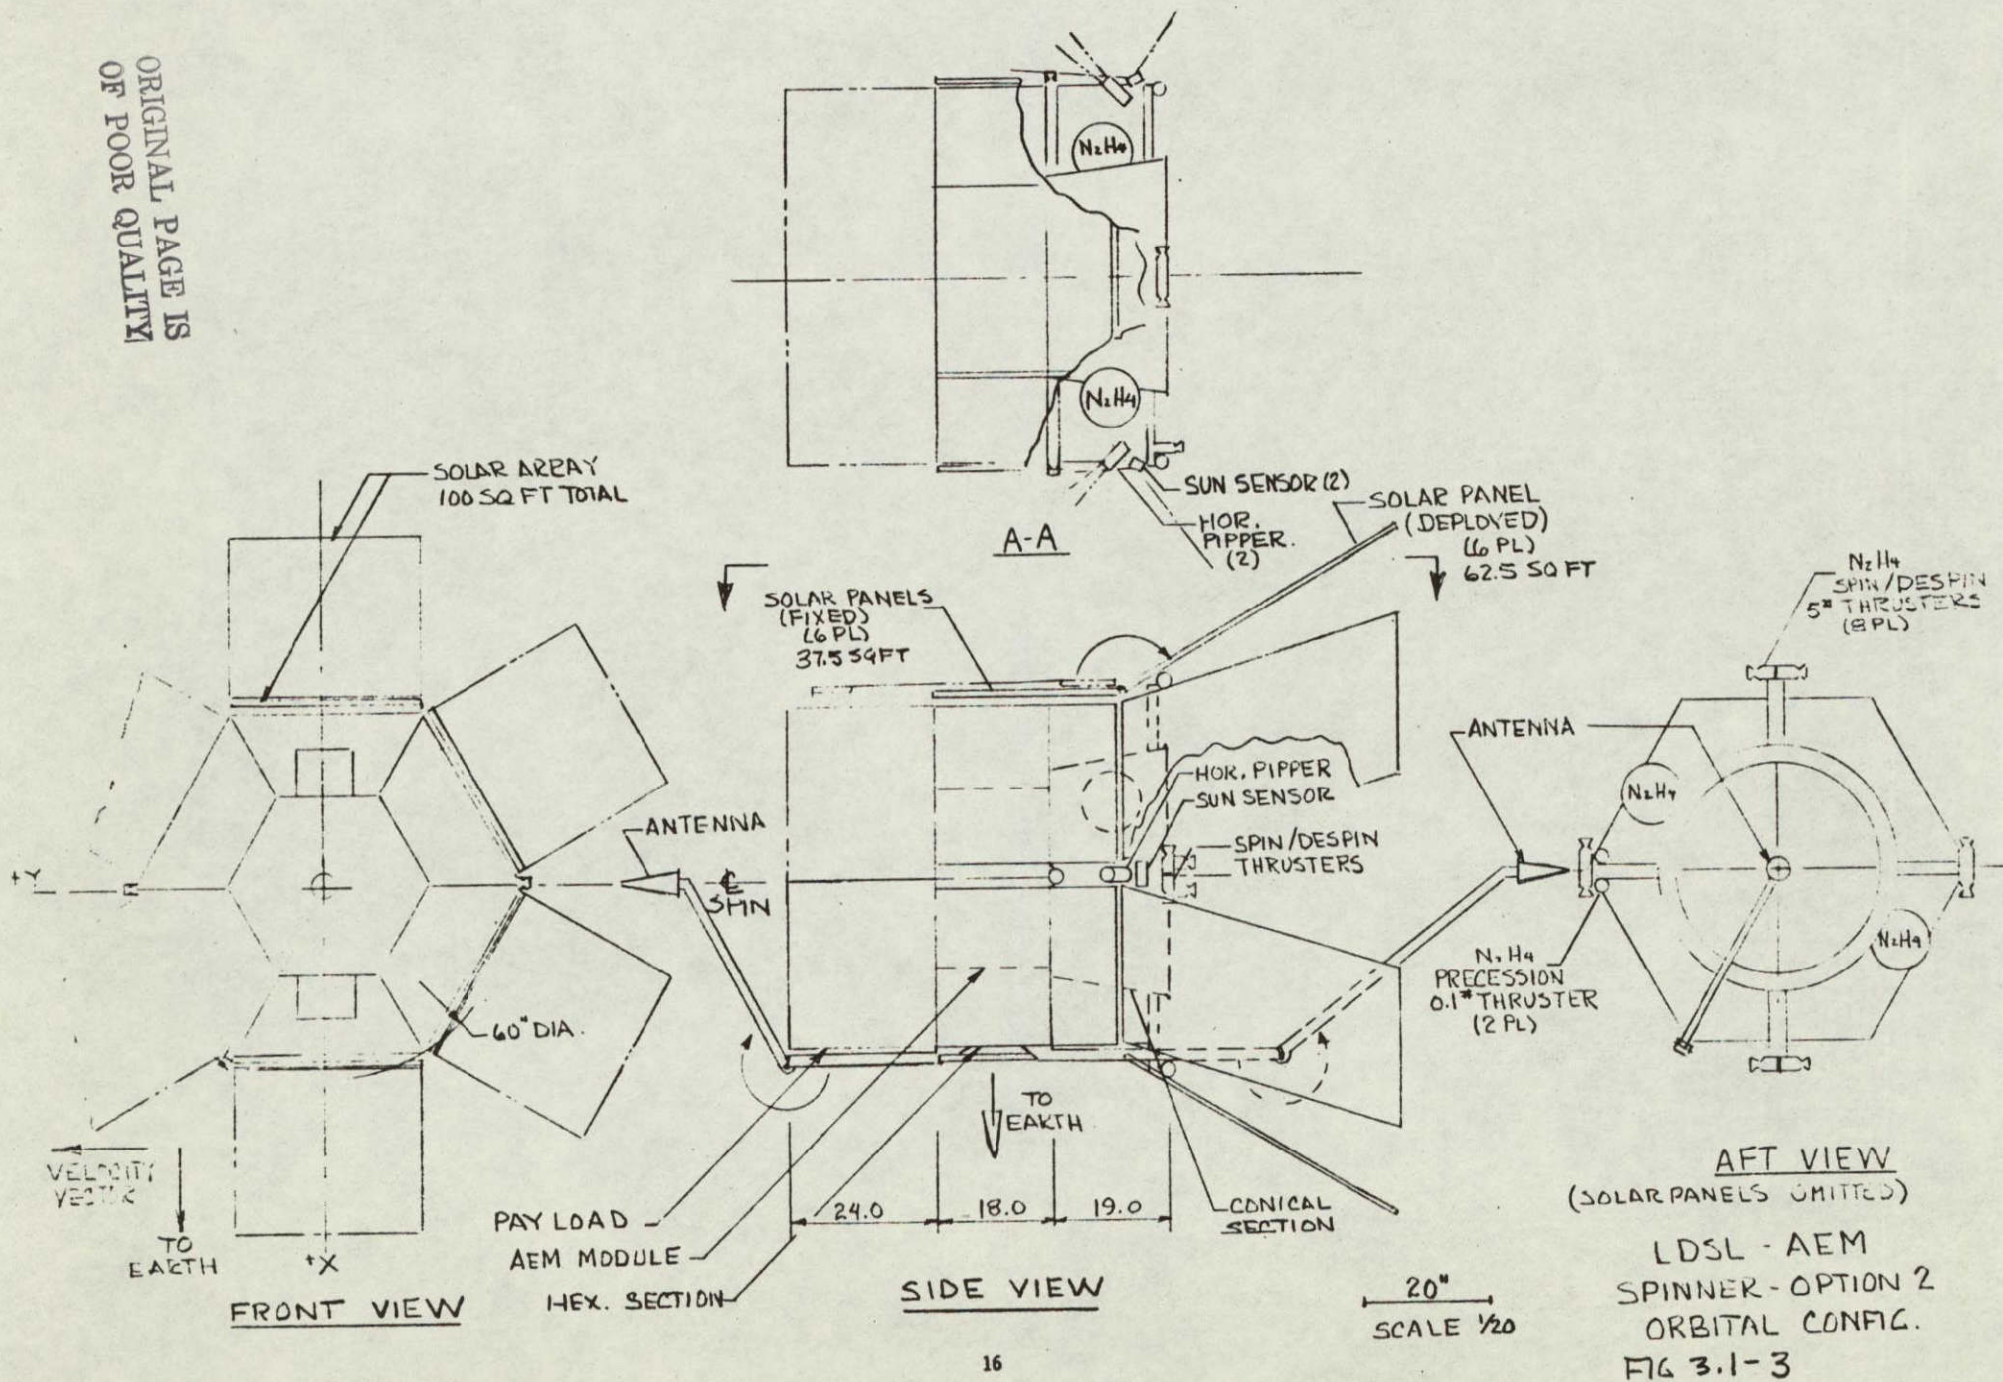 ORIGINAL PAGE IS
OF POOR QUALITY
N2H4
N2H4
SUN SENSOR (2)
HOR.
PIPPER.
(2)
A-A
SOLAR ARRAY
100 SQ FT TOTAL
SOLAR PANEL
(DEPLOYED)
(6 PL)
62.5 SQ FT
SOLAR PANELS
(FIXED)
(6 PL)
37.5 SQFT
N2H4
SPIN/DESPIN
5# THRUSTERS
(8 PL)
ANTENNA
HOR. PIPPER
SUN SENSOR
SPIN/DESPIN
THRUSTERS
ANTENNA
N2H4
N2H4
N2H4
PRECESSION
0.1# THRUSTER
(2 PL)
+Y
℄
60" DIA.
TO
EARTH
VELOCITY
VECTOR
TO
EARTH
+X
FRONT VIEW
PAYLOAD
AEM MODULE
HEX. SECTION
24.0
18.0
19.0
CONICAL
SECTION
SIDE VIEW
20"
SCALE 1/20
AFT VIEW
(SOLAR PANELS OMITTED)
LDSL - AEM
SPINNER - OPTION 2
ORBITAL CONFIG.
FIG 3.1-3
16